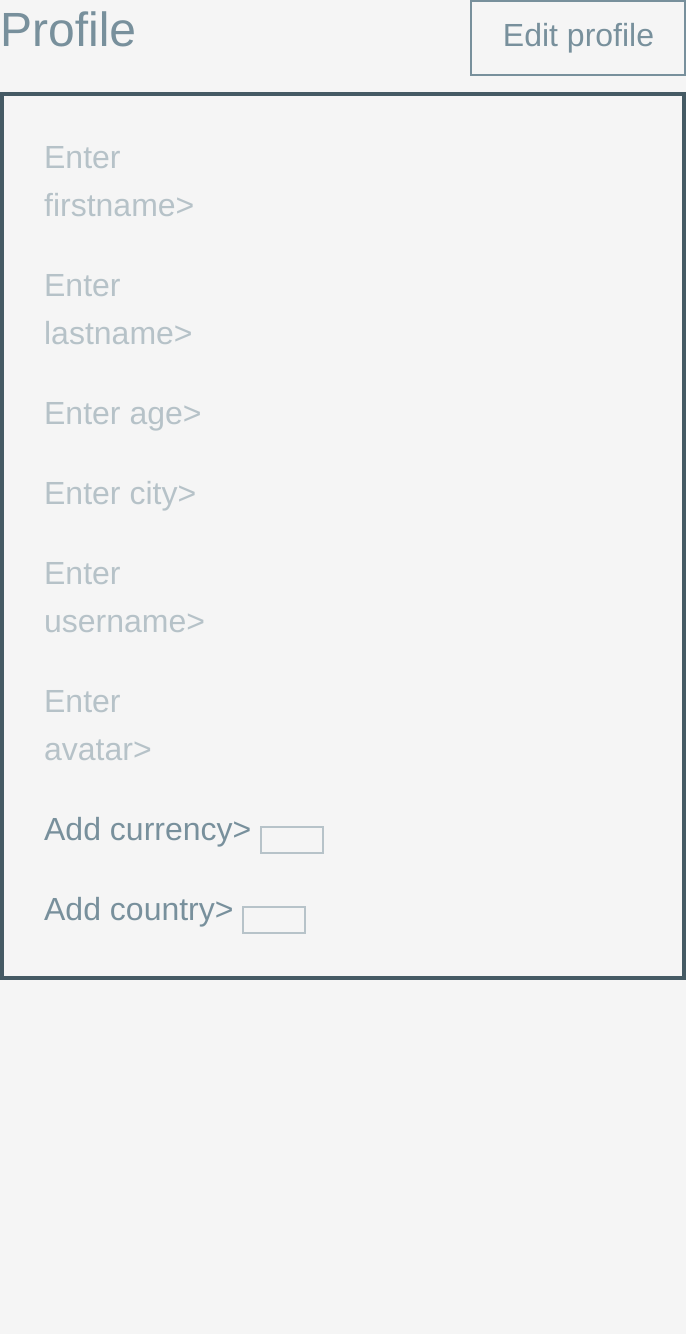 Profile
Edit profile
Enter
firstname>
Enter
lastname>
Enter age>
Enter city>
Enter
username>
Enter
avatar>
Add currency>
Add country>